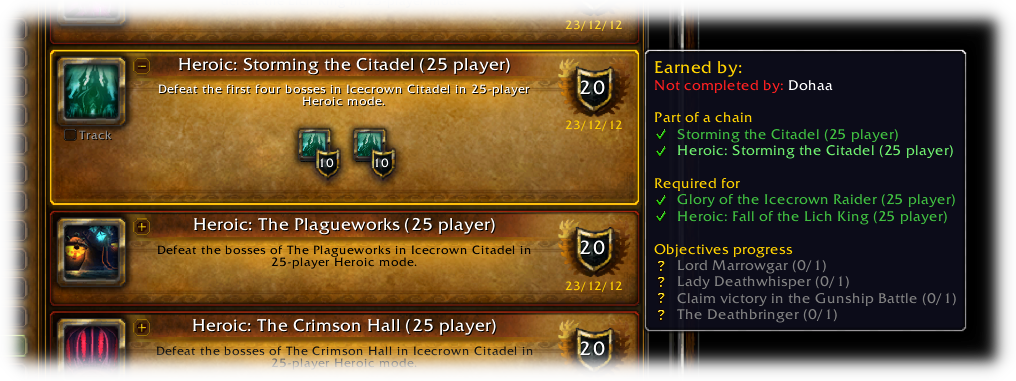 23/12/12
Heroic: Storming the Citadel (25 player)
Defeat the first four bosses in Icecrown Citadel in 25-player
Heroic mode.
20
23/12/12
Track
10
10
Heroic: The Plagueworks (25 player)
Defeat the bosses of The Plagueworks in Icecrown Citadel in
25-player Heroic mode.
20
23/12/12
Heroic: The Crimson Hall (25 player)
Defeat the bosses of The Crimson Hall in Icecrown Citadel in
25-player Heroic mode.
20
Earned by:
Not completed by: Dohaa
Part of a chain
Storming the Citadel (25 player)
Heroic: Storming the Citadel (25 player)
Required for
Glory of the Icecrown Raider (25 player)
Heroic: Fall of the Lich King (25 player)
Objectives progress
? Lord Marrowgar (0/1)
? Lady Deathwhisper (0/1)
? Claim victory in the Gunship Battle (0/1)
? The Deathbringer (0/1)